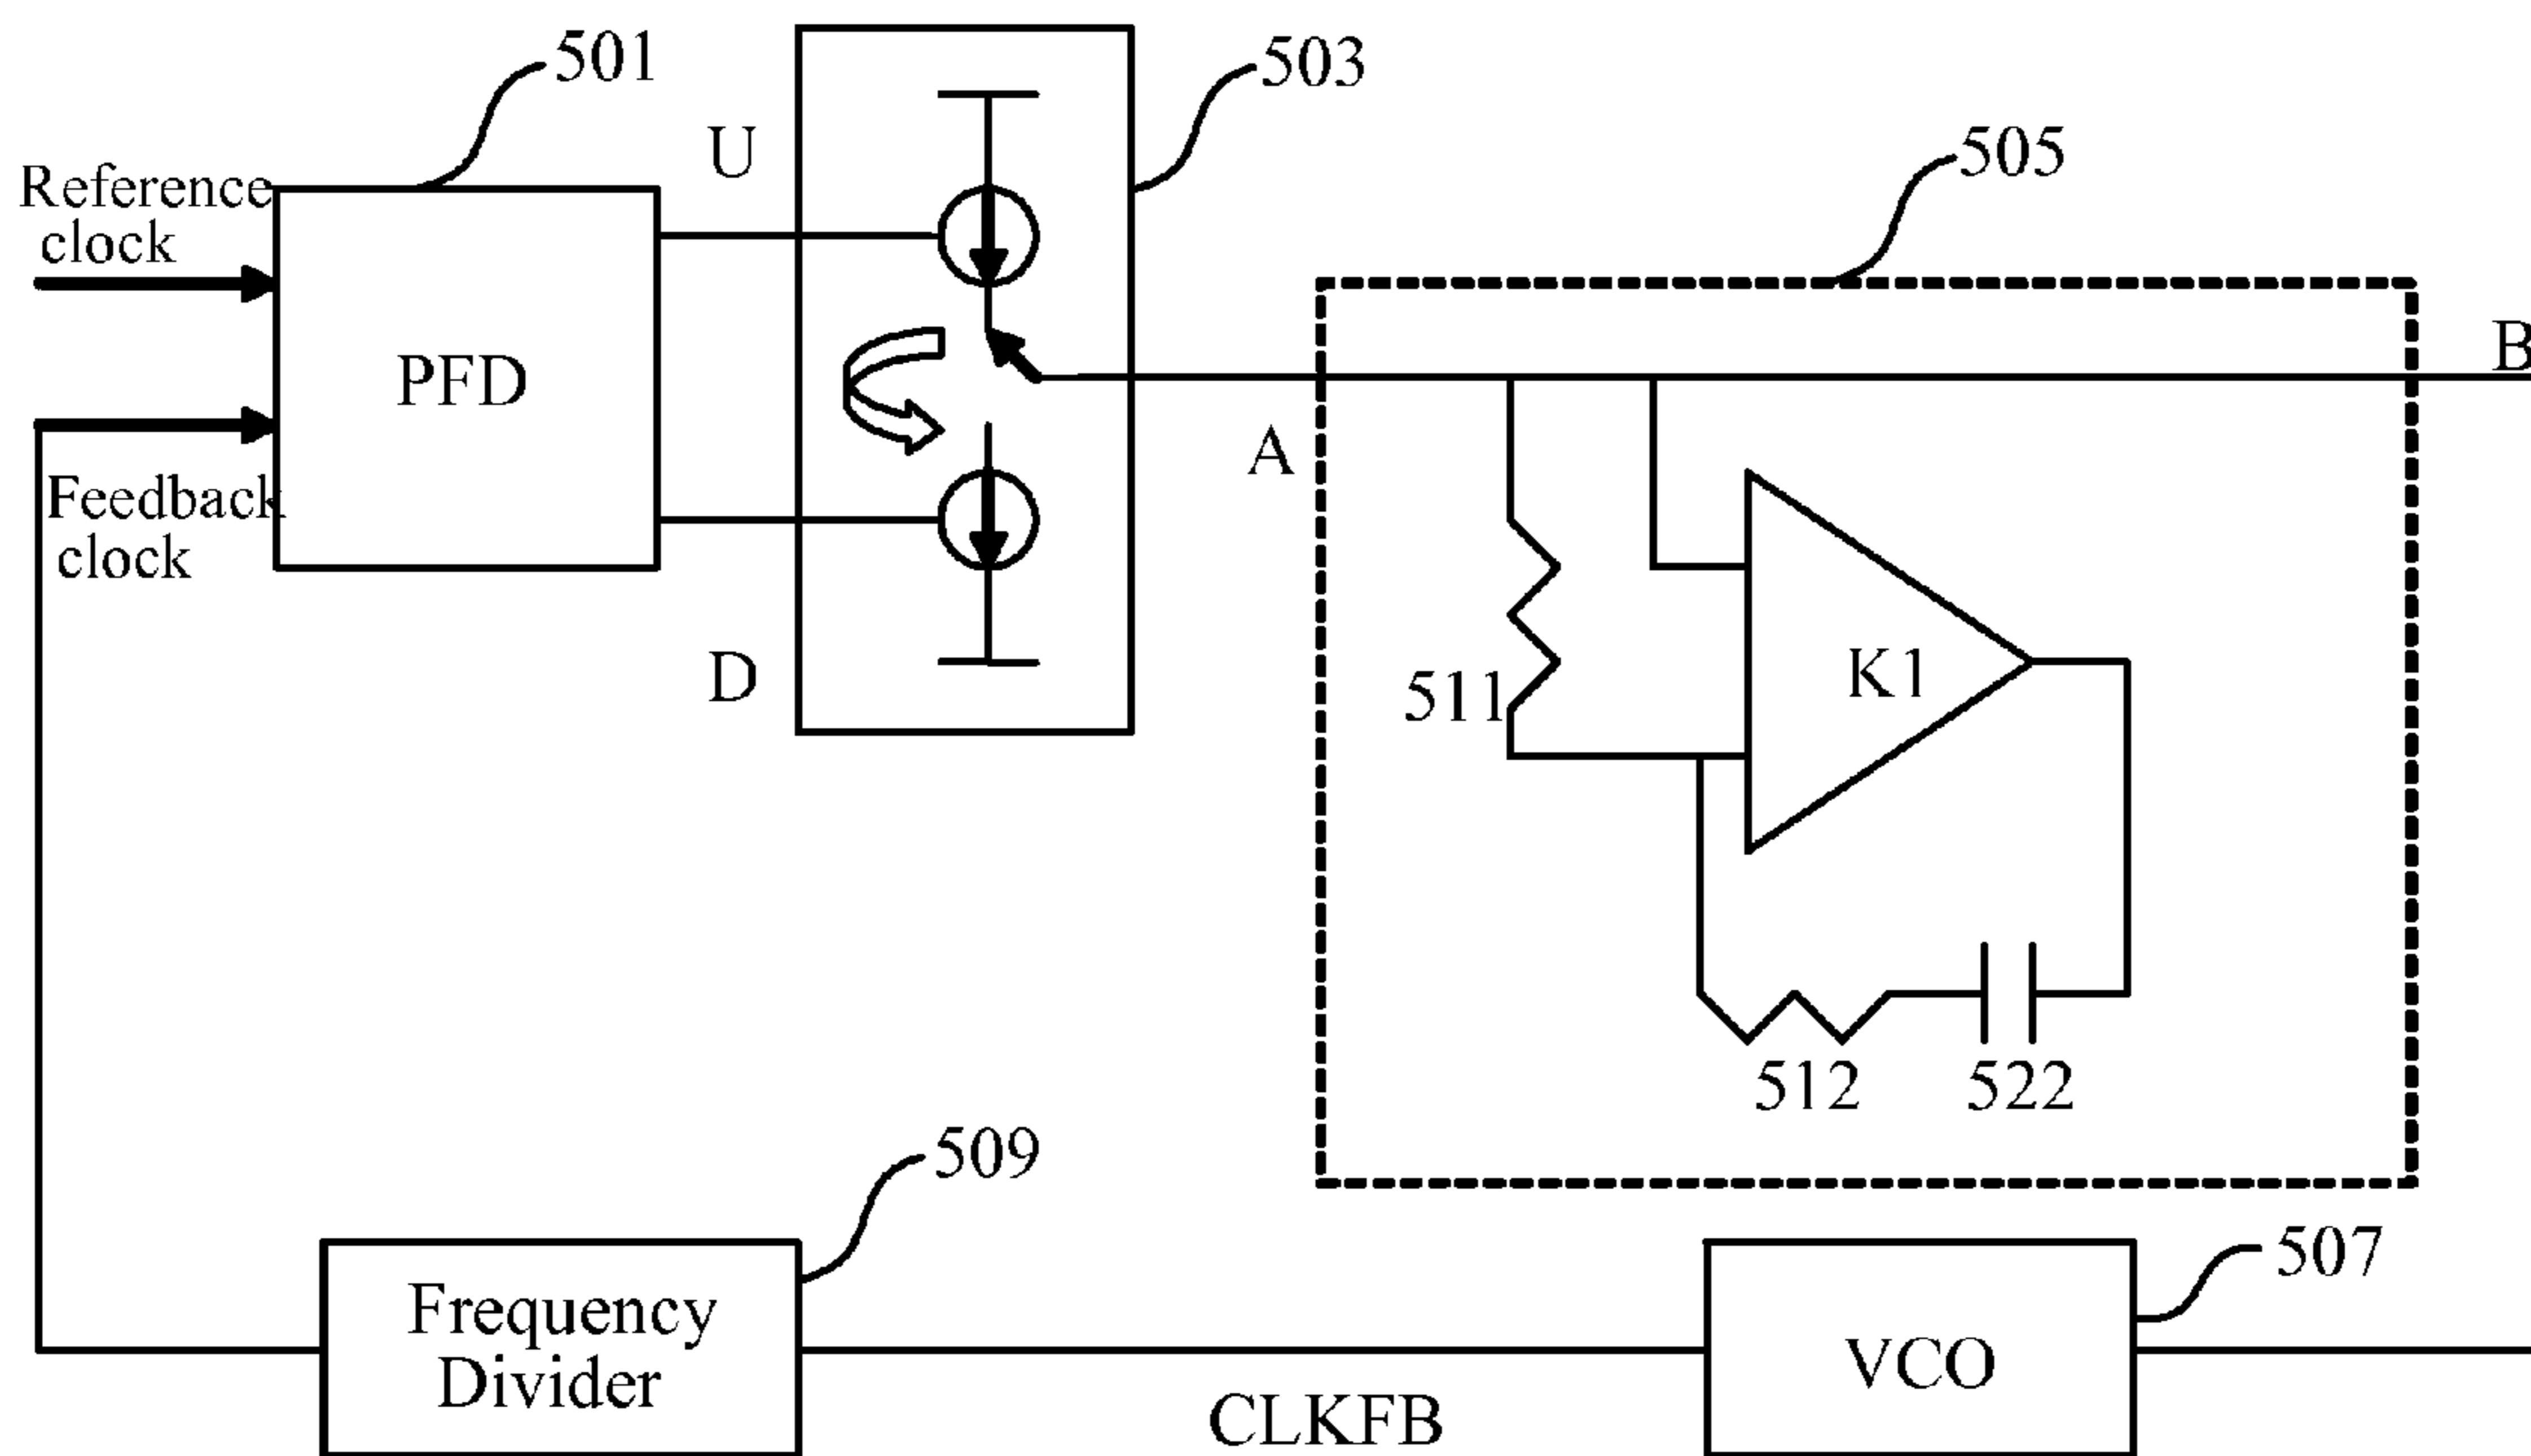 501
503
U
505
Reference
clock
B
PFD
A
Feedback
clock
K1
D
511
512
522
509
507
Frequency
Divider
VCO
CLKFB